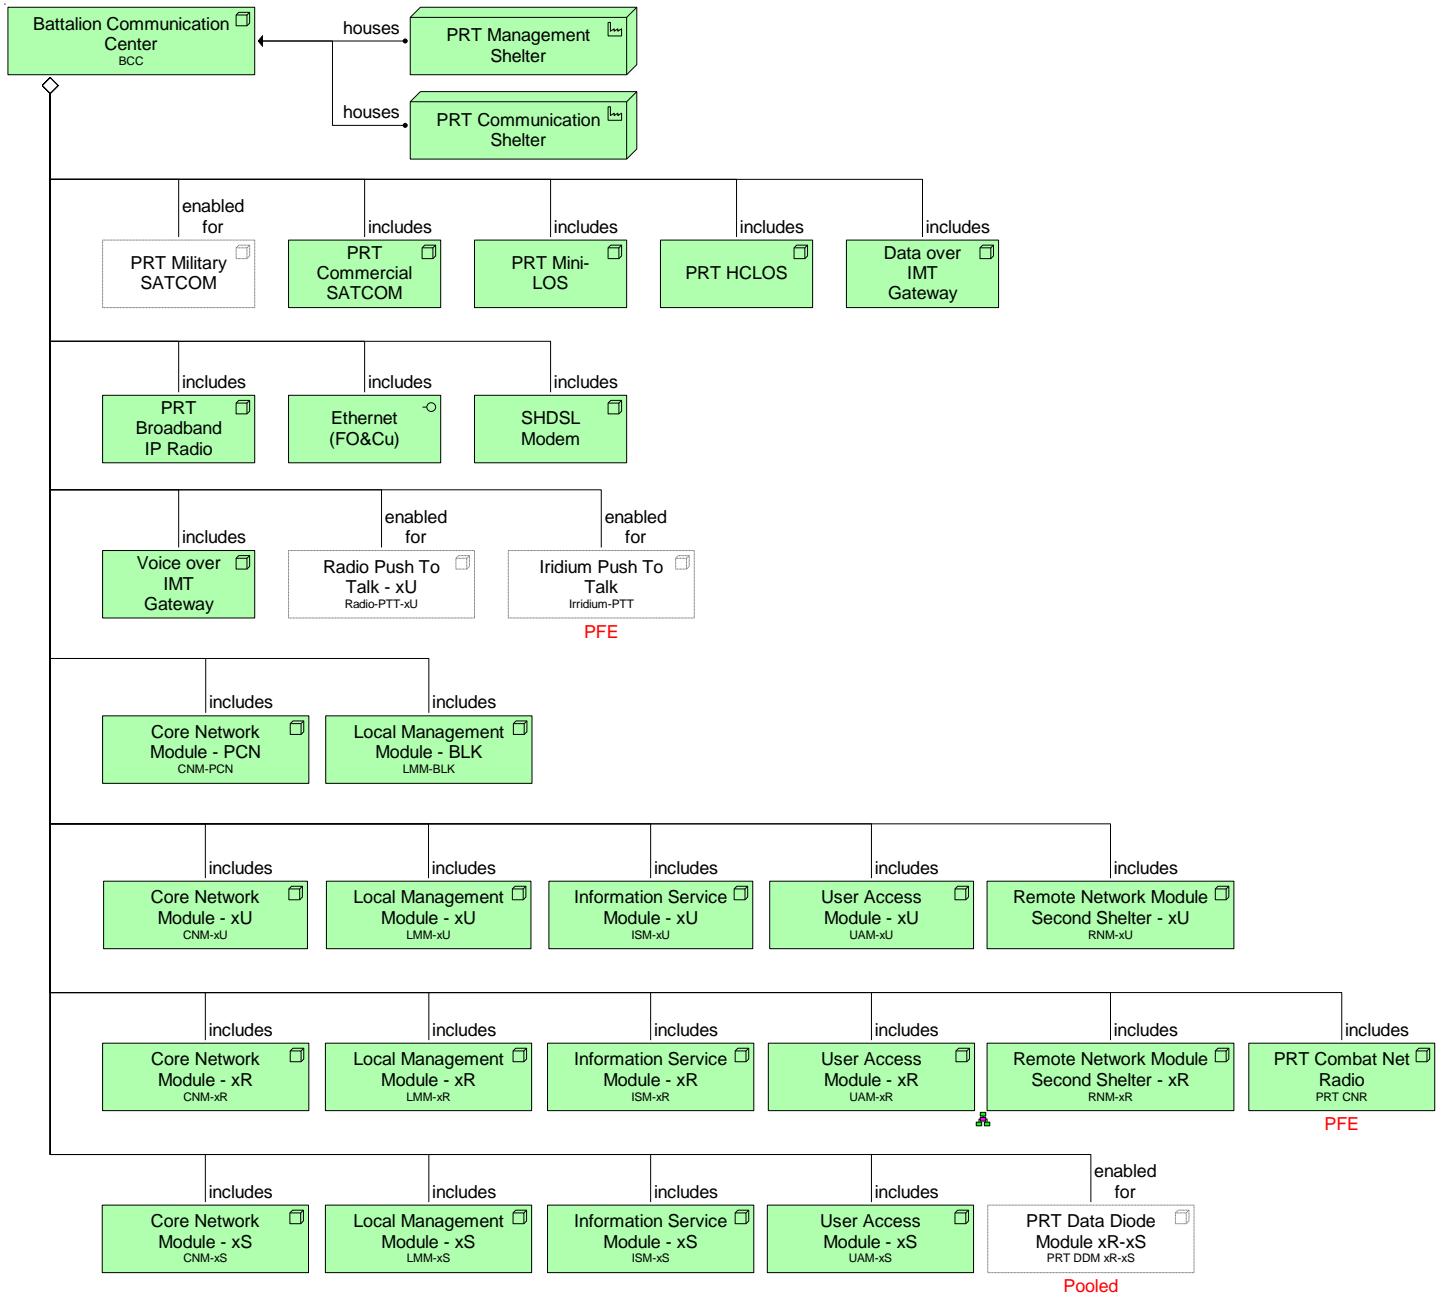 Battalion Communication
Center
BCC
houses
PRT Management
Shelter
houses
PRT Communication
Shelter
enabled
for
includes
includes
includes
includes
PRT Military
SATCOM
PRT
Commercial
SATCOM
PRT Mini-
LOS
PRT HCLOS
Data over
IMT
Gateway
includes
includes
includes
PRT
Broadband
IP Radio
Ethernet
(FO&Cu)
SHDSL
Modem
includes
enabled
for
enabled
for
Voice over
IMT
Gateway
Radio Push To
Talk - xU
Radio-PTT-xU
Iridium Push To
Talk
Irridium-PTT
PFE
includes
includes
Core Network
Module - PCN
CNM-PCN
Local Management
Module - BLK
LMM-BLK
includes
includes
includes
includes
includes
Core Network
Module - xU
CNM-xU
Local Management
Module - xU
LMM-xU
Information Service
Module - xU
ISM-xU
User Access
Module - xU
UAM-xU
Remote Network Module
Second Shelter - xU
RNM-xU
includes
includes
includes
includes
includes
includes
Core Network
Module - xR
CNM-xR
Local Management
Module - xR
LMM-xR
Information Service
Module - xR
ISM-xR
User Access
Module - xR
UAM-xR
Remote Network Module
Second Shelter - xR
RNM-xR
PRT Combat Net
Radio
PRT CNR
PFE
includes
includes
includes
includes
enabled
for
Core Network
Module - xS
CNM-xS
Local Management
Module - xS
LMM-xS
Information Service
Module - xS
ISM-xS
User Access
Module - xS
UAM-xS
PRT Data Diode
Module xR-xS
PRT DDM xR-xS
Pooled